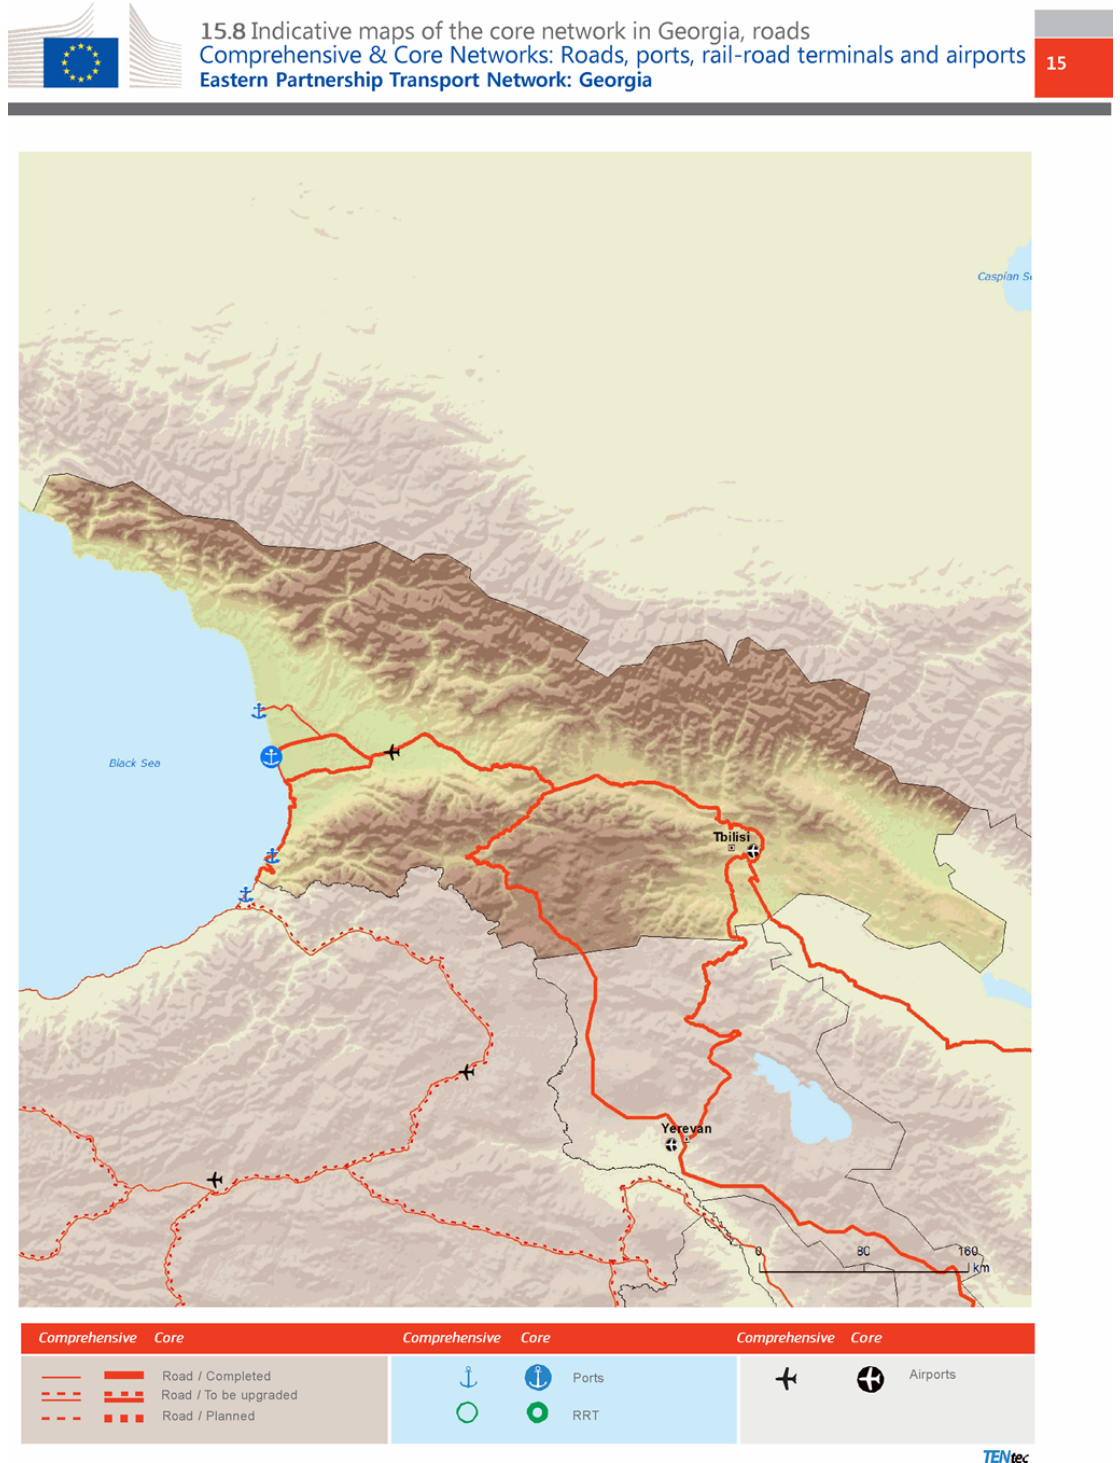 15.8 Indicative maps of the core network in Georgia, roads
Comprehensive & Core Networks: Roads, ports, rail-road terminals and airports
Eastern Partnership Transport Network: Georgia
15
Caspian Se
Black Sea
Tbilisi
Yerevan
0 80 160
km
Comprehensive Core Comprehensive Core Comprehensive Core
Road / Completed Ports Airports
Road / To be upgraded
Road / Planned RRT
TENtec